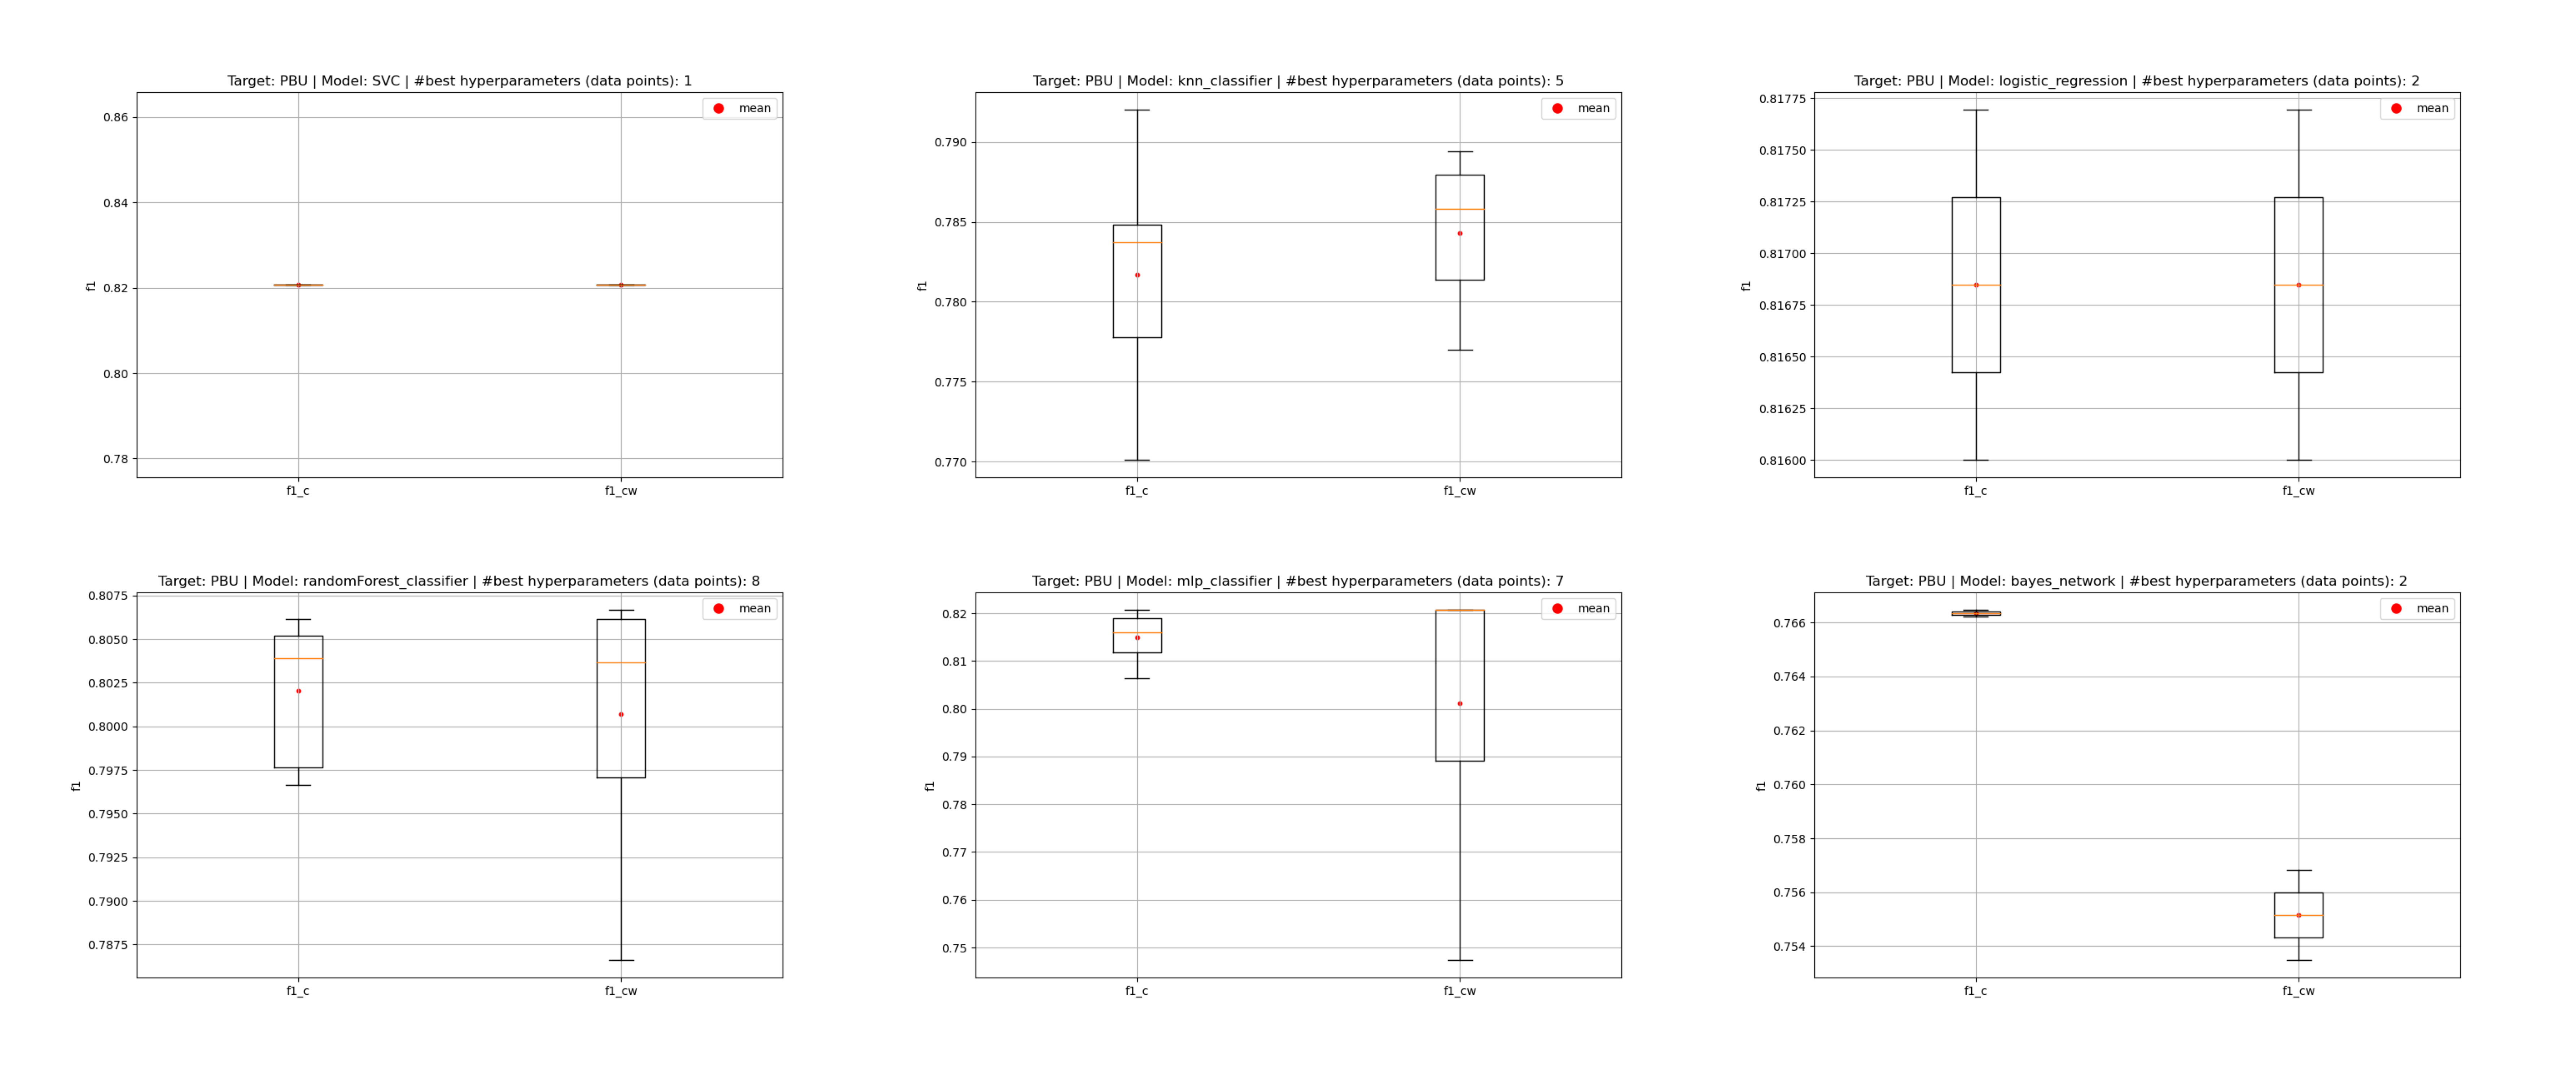 Target: PBU | Model: SVC | #best hyperparameters (data points): 1
mean
0.86
0.84
0.82
0.80
0.78
f1
f1_c
f1_cw
Target: PBU | Model: knn_classifier | #best hyperparameters (data points): 5
mean
0.790
0.785
0.780
0.775
0.770
f1
f1_c
f1_cw
Target: PBU | Model: logistic_regression | #best hyperparameters (data points): 2
mean
0.81775
0.81750
0.81725
0.81700
0.81675
0.81650
0.81625
0.81600
f1
f1_c
f1_cw
Target: PBU | Model: randomForest_classifier | #best hyperparameters (data points): 8
mean
0.8075
0.8050
0.8025
0.8000
0.7975
0.7950
0.7925
0.7900
0.7875
f1
f1_c
f1_cw
Target: PBU | Model: mlp_classifier | #best hyperparameters (data points): 7
mean
0.82
0.81
0.80
0.79
0.78
0.77
0.76
0.75
f1
f1_c
f1_cw
Target: PBU | Model: bayes_network | #best hyperparameters (data points): 2
mean
0.766
0.764
0.762
0.760
0.758
0.756
0.754
f1
f1_c
f1_cw